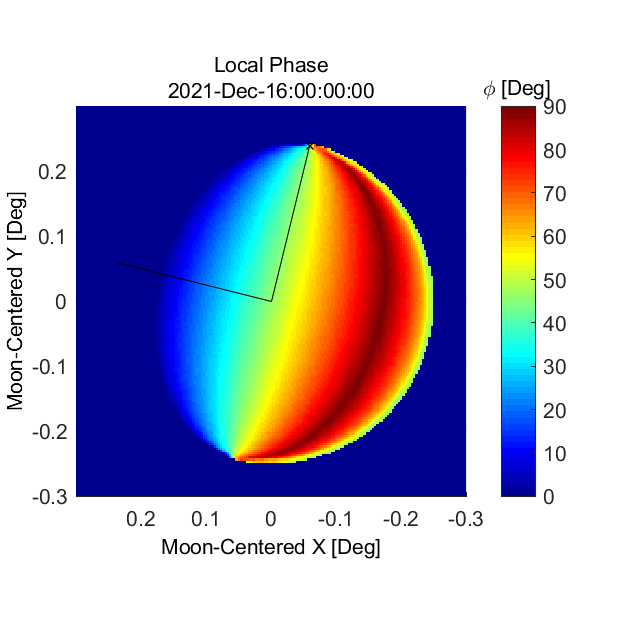 Local Phase
2021-Dec-16:00:00:00
ϕ [Deg]
90
80
70
60
50
40
30
20
10
0
Moon-Centered Y [Deg]
0.2
0.1
0
-0.1
-0.2
-0.3
0.2 0.1 0 -0.1 -0.2 -0.3
Moon-Centered X [Deg]